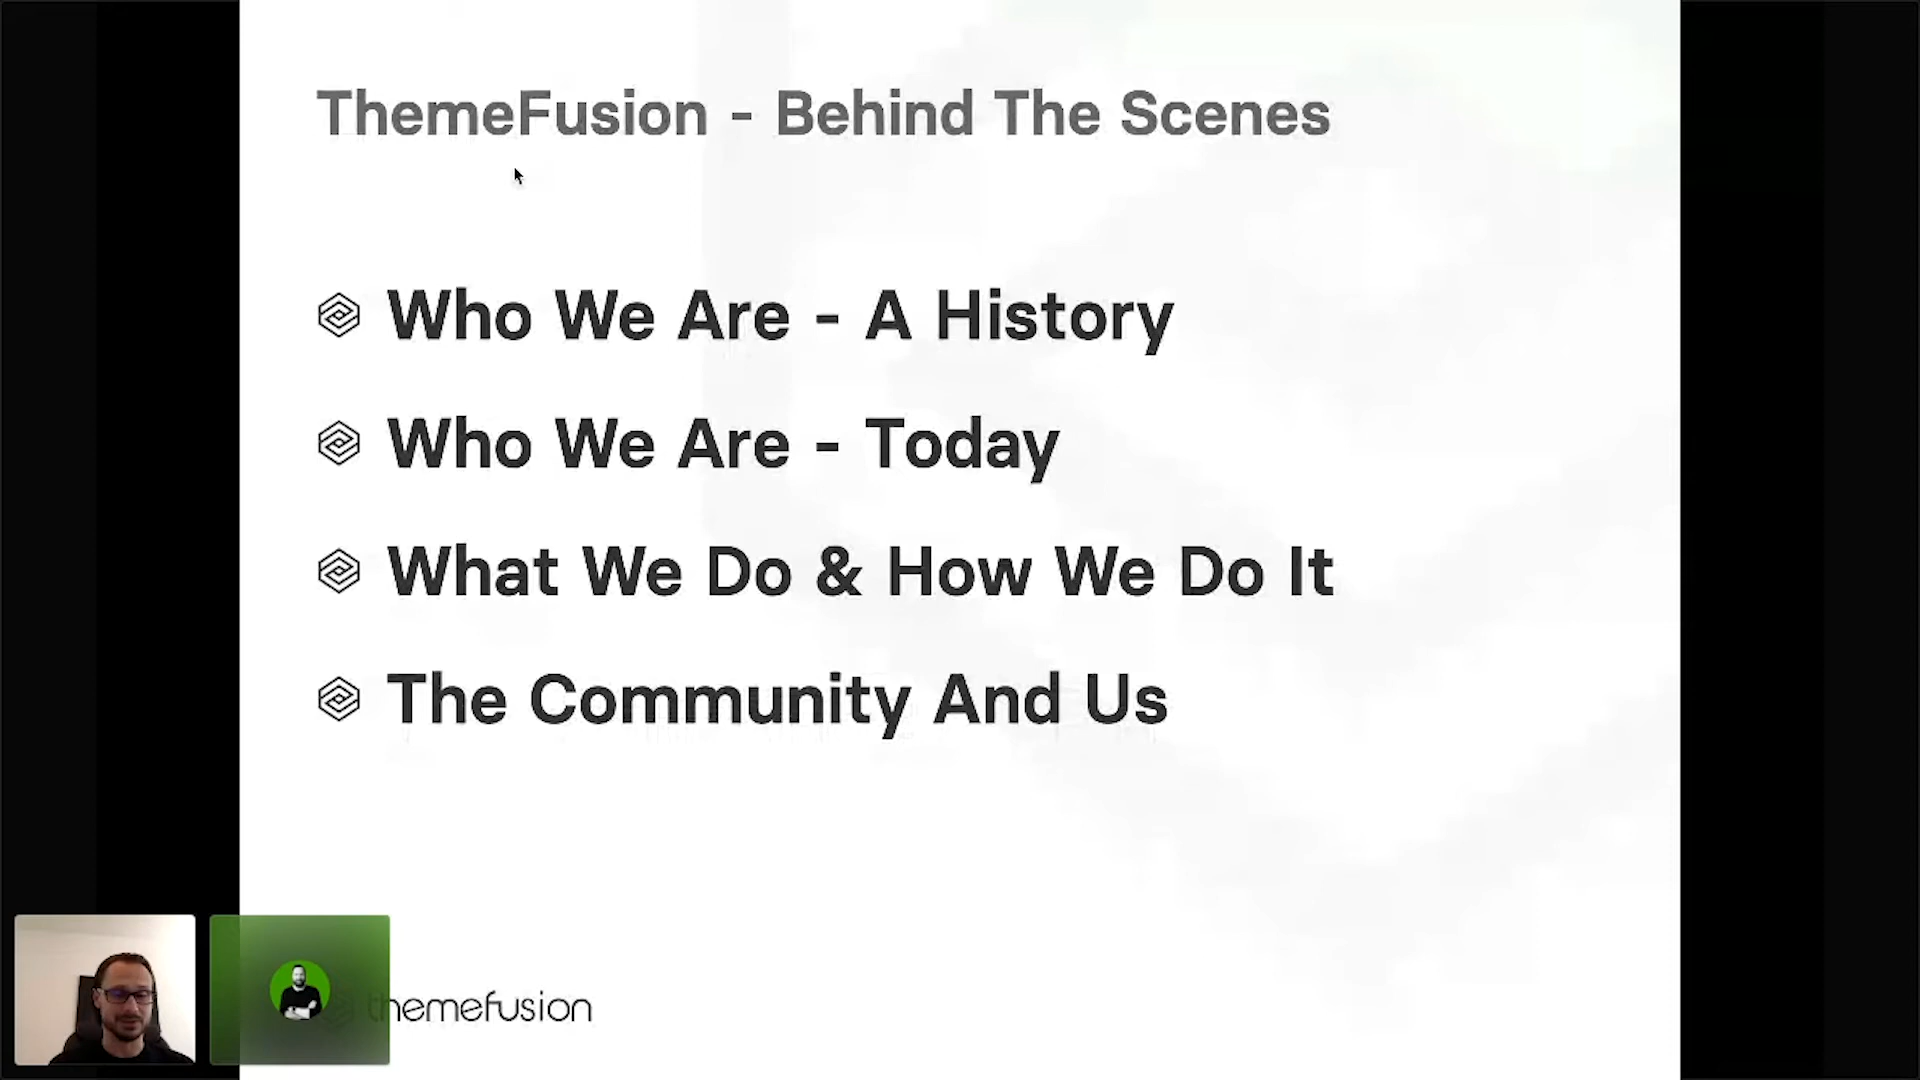 ThemeFusion - Behind The Scenes
Who We Are - A History
Who We Are - Today
What We Do & How We Do It
The Community And Us
themefusion